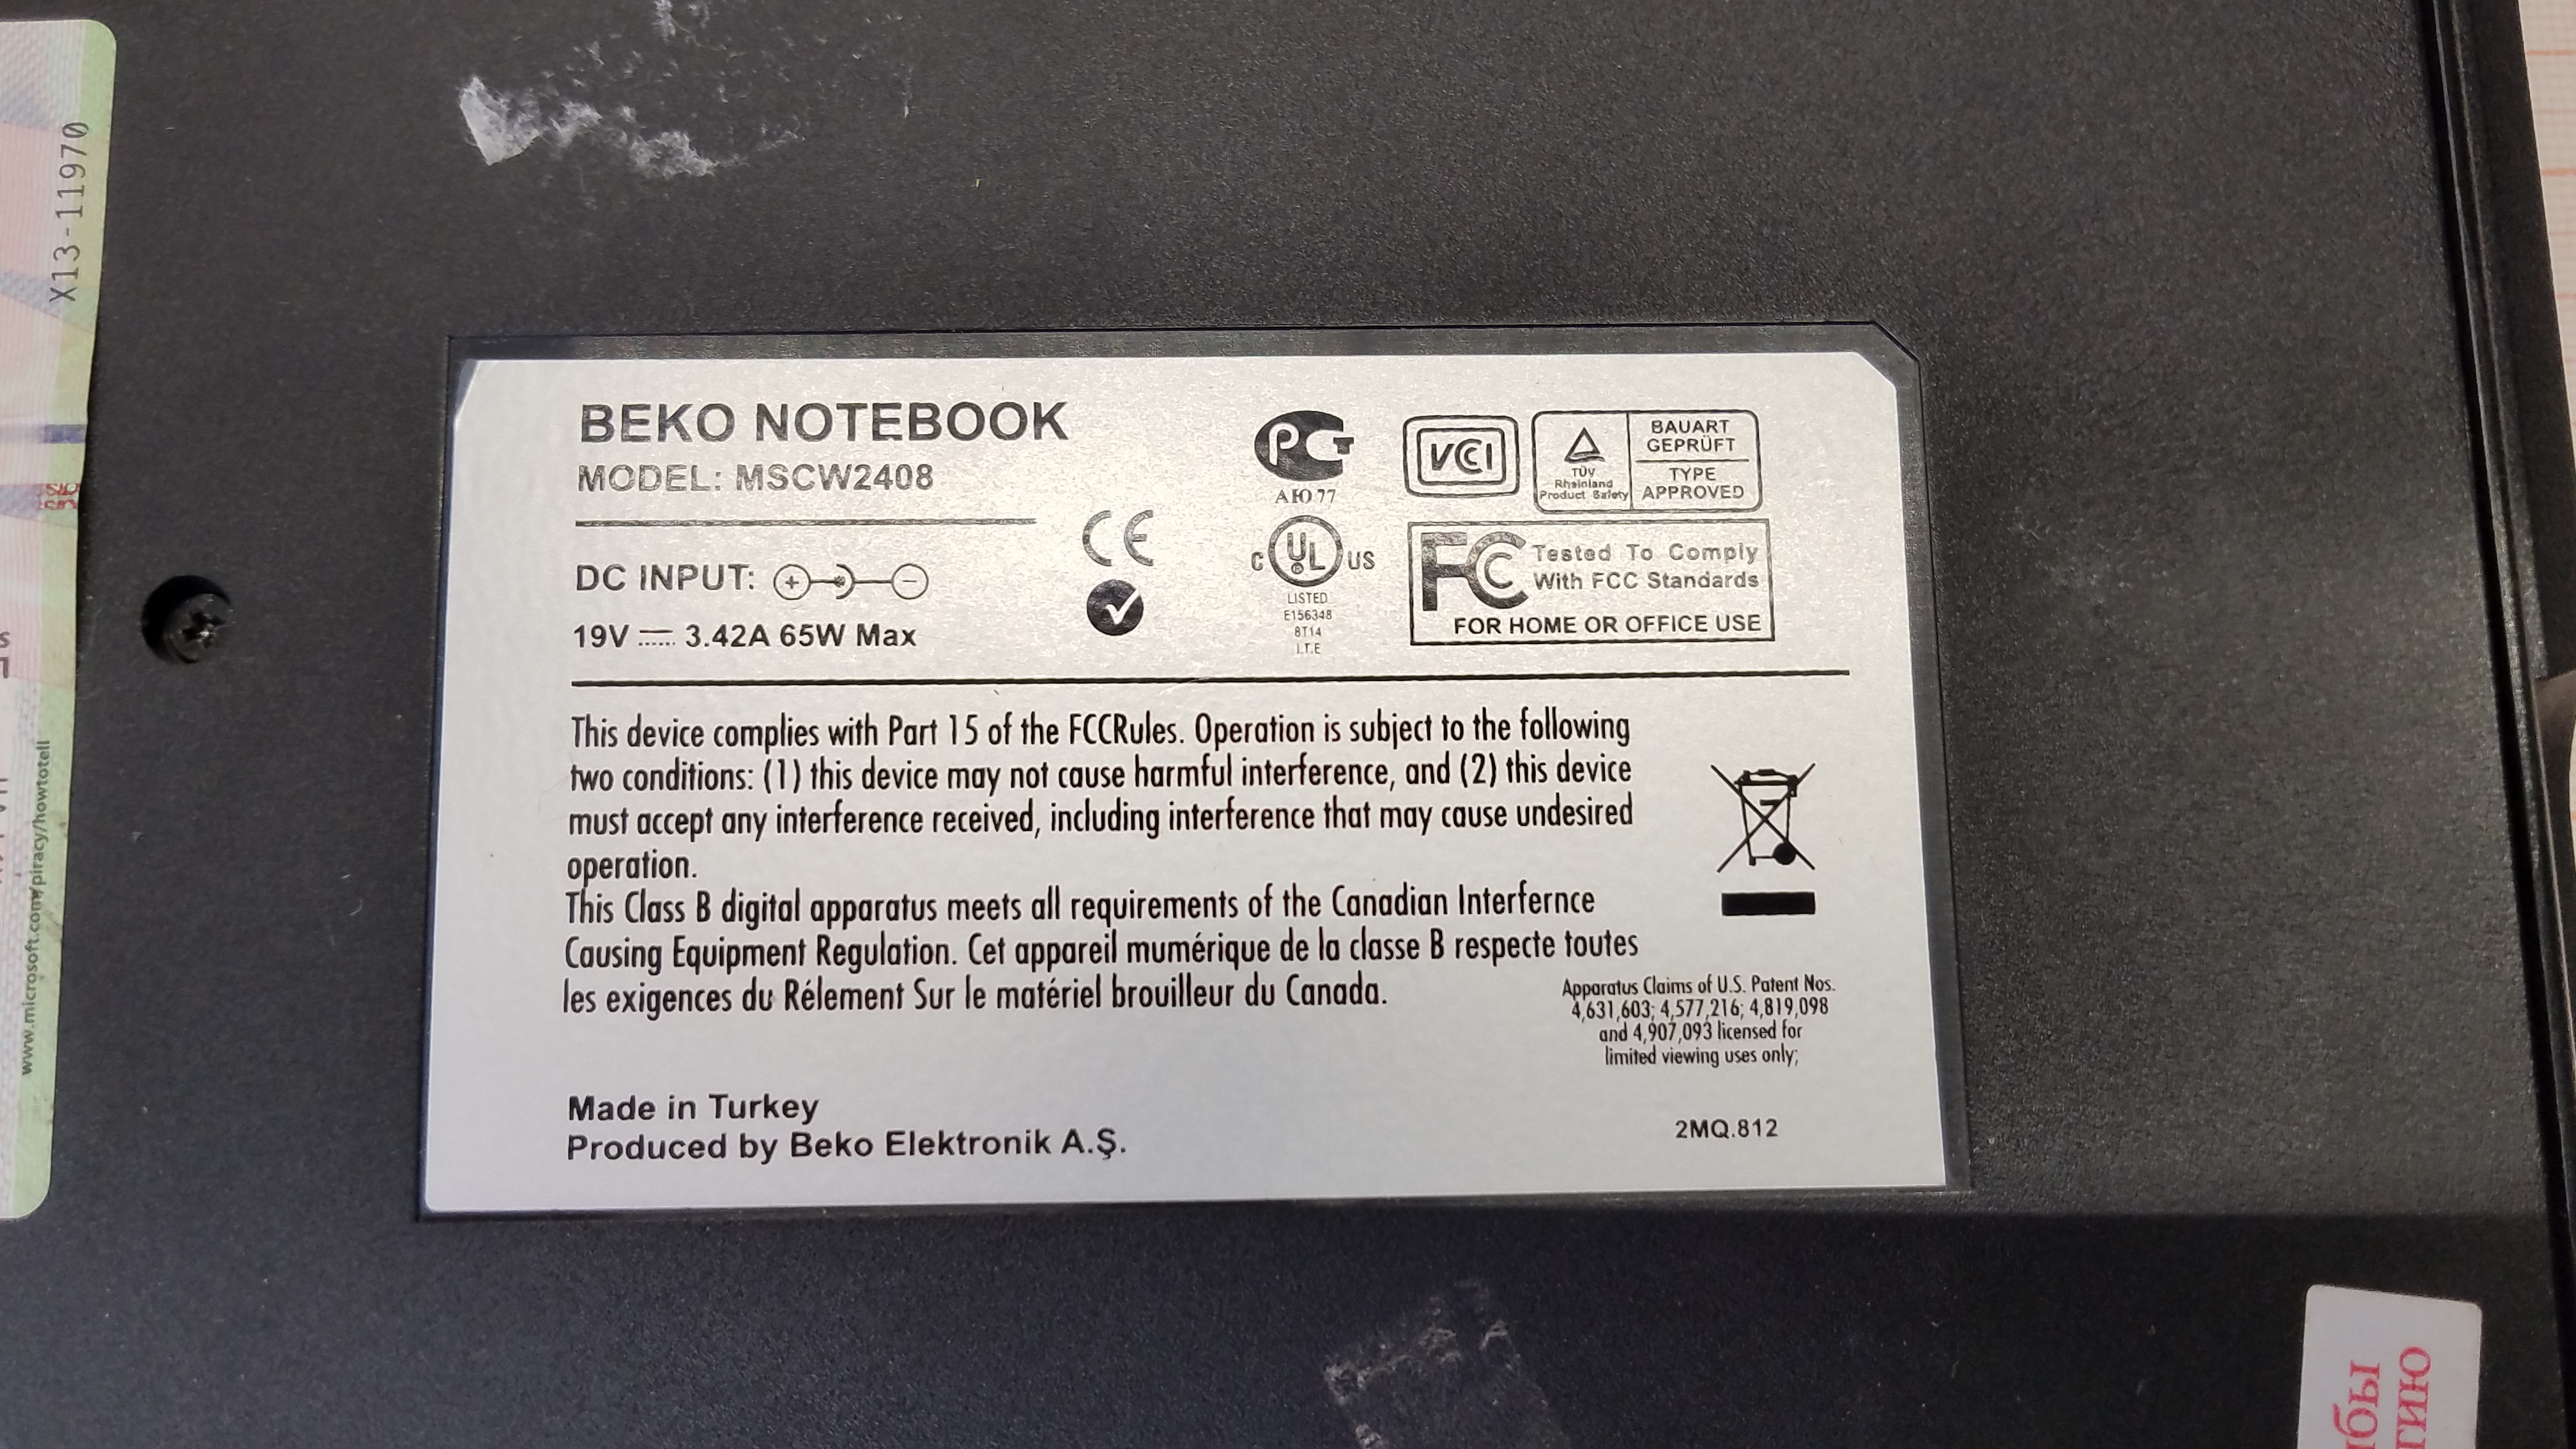 X13-11970
www.microsoft.com/piracy/howtotell
BEKO NOTEBOOK
MODEL: MSCW2408
DC INPUT:
19V 3.42A 65W Max
CE
PCT
АЮ77
VCCI
TÜV
Rheinland
Product Safety
BAUART
GEPRÜFT
TYPE
APPROVED
C UL US
LISTED
E156348
8T14
I.T.E
FC Tested To Comply
With FCC Standards
FOR HOME OR OFFICE USE
This device complies with Part 15 of the FCCRules. Operation is subject to the following
two conditions: (1) this device may not cause harmful interference, and (2) this device
must accept any interference received, including interference that may cause undesired
operation.
This Class B digital apparatus meets all requirements of the Canadian Interfernce
Causing Equipment Regulation. Cet appareil mumérique de la classe B respecte toutes
les exigences du Rélement Sur le matériel brouilleur du Canada.
Apparatus Claims of U.S. Patent Nos.
4,631,603; 4,577,216; 4,819,098
and 4,907,093 licensed for
limited viewing uses only;
Made in Turkey
Produced by Beko Elektronik A.Ş.
2MQ.812